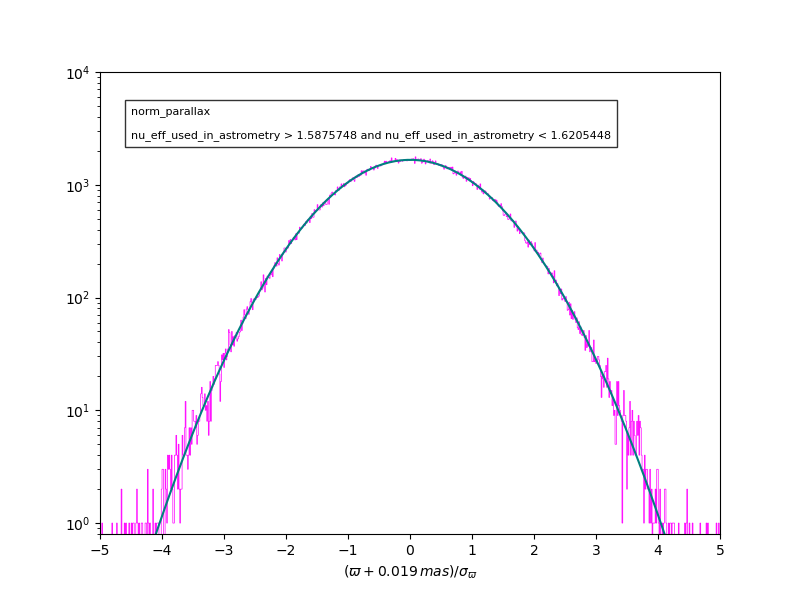 10⁴
norm_parallax
nu_eff_used_in_astrometry > 1.5875748 and nu_eff_used_in_astrometry < 1.6205448
10³
10²
10¹
10⁰
−5 −4 −3 −2 −1 0 1 2 3 4 5
(ϖ + 0.019 mas)/σ_ϖ